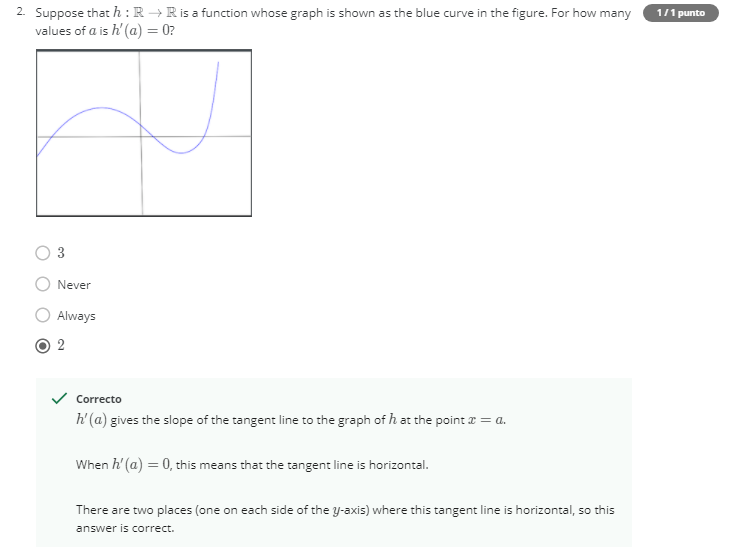 2. Suppose that h : ℝ → ℝ is a function whose graph is shown as the blue curve in the figure. For how many
values of a is h′(a) = 0?
1 / 1 punto
3
Never
Always
2
Correcto
h′(a) gives the slope of the tangent line to the graph of h at the point x = a.
When h′(a) = 0, this means that the tangent line is horizontal.
There are two places (one on each side of the y-axis) where this tangent line is horizontal, so this
answer is correct.